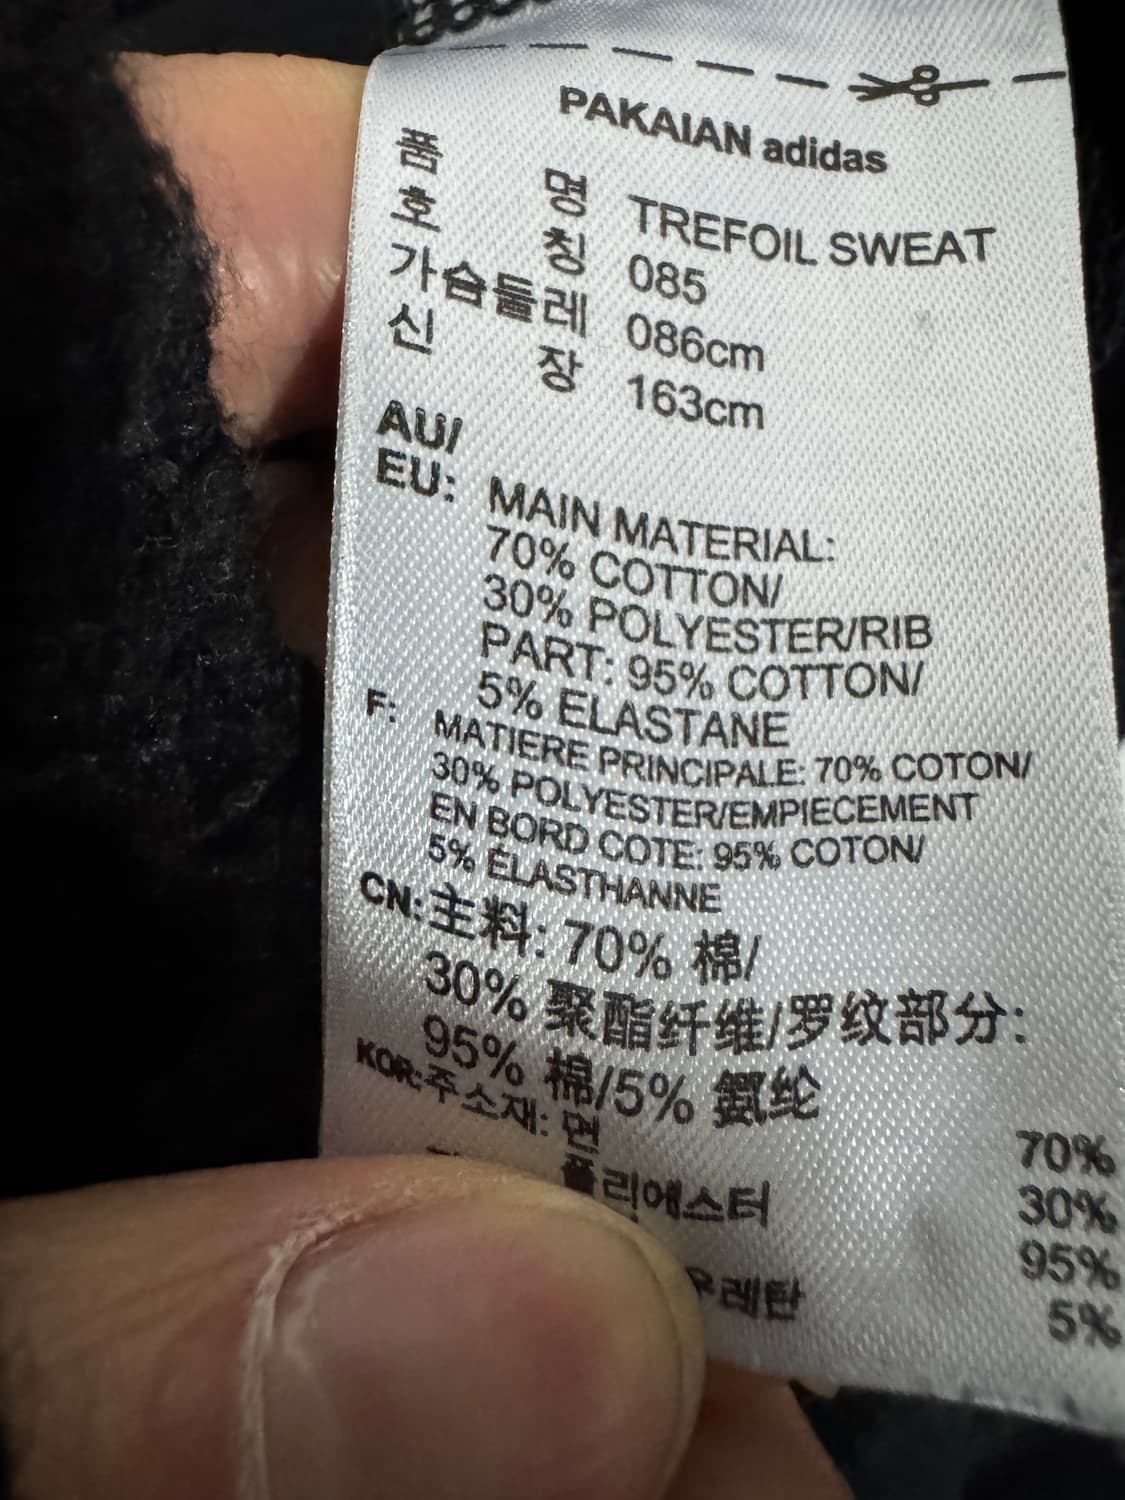 PAKAIAN adidas
품 명 TREFOIL SWEAT
호 칭 085
가슴둘레 086cm
신 장 163cm
AU/
EU: MAIN MATERIAL:
70% COTTON/
30% POLYESTER/RIB
PART: 95% COTTON/
5% ELASTANE
F: MATIERE PRINCIPALE: 70% COTON/
30% POLYESTER/EMPIECEMENT
EN BORD COTE: 95% COTON/
5% ÉLASTHANNE
CN: 主料: 70% 棉/
30% 聚酯纤维/罗纹部分:
95% 棉/5% 氨纶
KOR: 주소재: 면 70%
폴리에스터 30%
95%
우레탄 5%